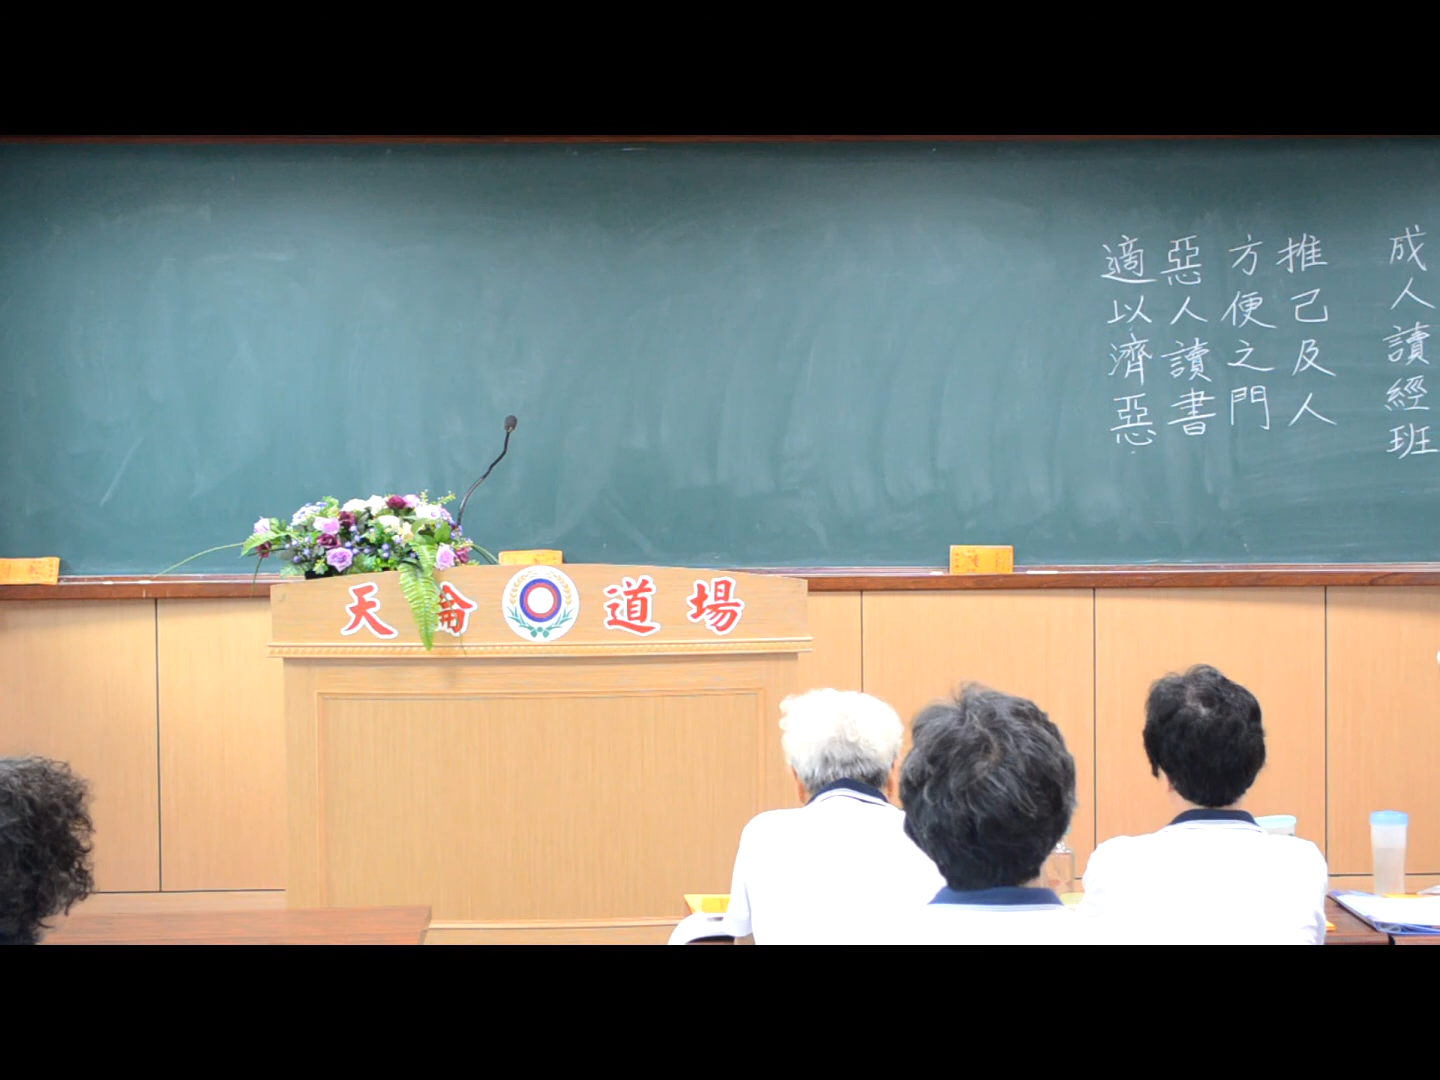 成人讀經班
推己及人
方便之門
惡人讀書
適以濟惡
天倫道場